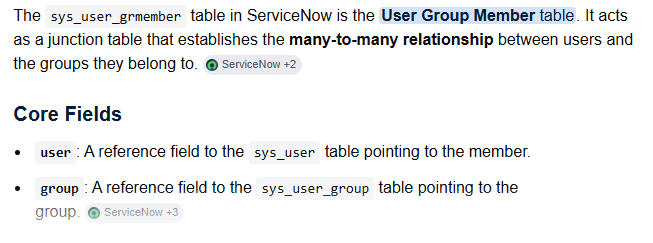 The sys_user_grmember table in ServiceNow is the User Group Member table. It acts
as a junction table that establishes the many-to-many relationship between users and
the groups they belong to. ServiceNow +2
Core Fields
• user : A reference field to the sys_user table pointing to the member.
• group : A reference field to the sys_user_group table pointing to the
group. ServiceNow +3